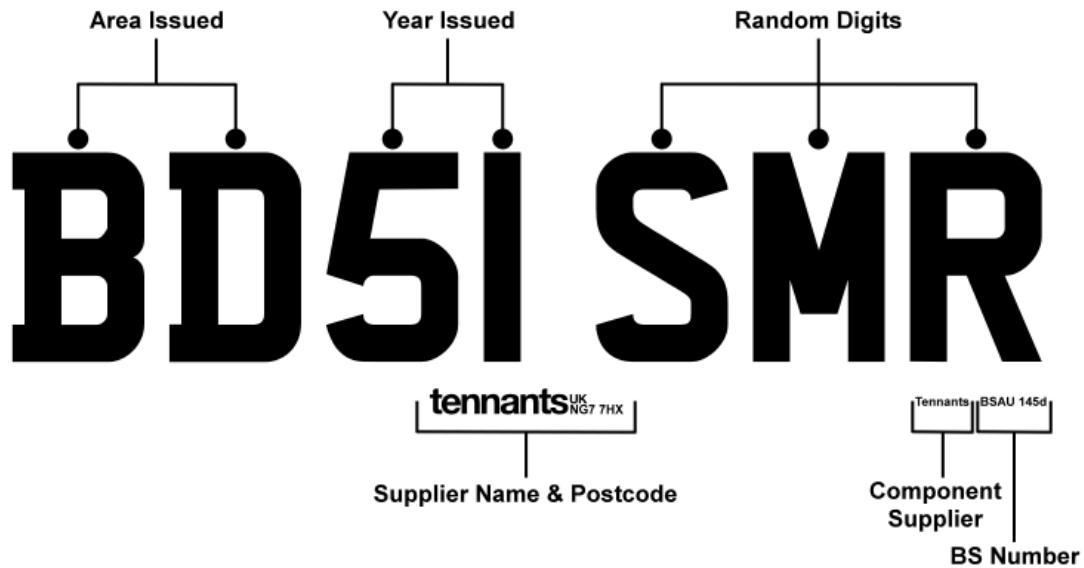 Area Issued
Year Issued
Random Digits
BD51 SMR
tennants UK
NG7 7HX
Tennants
BSAU 145d
Supplier Name & Postcode
Component
Supplier
BS Number